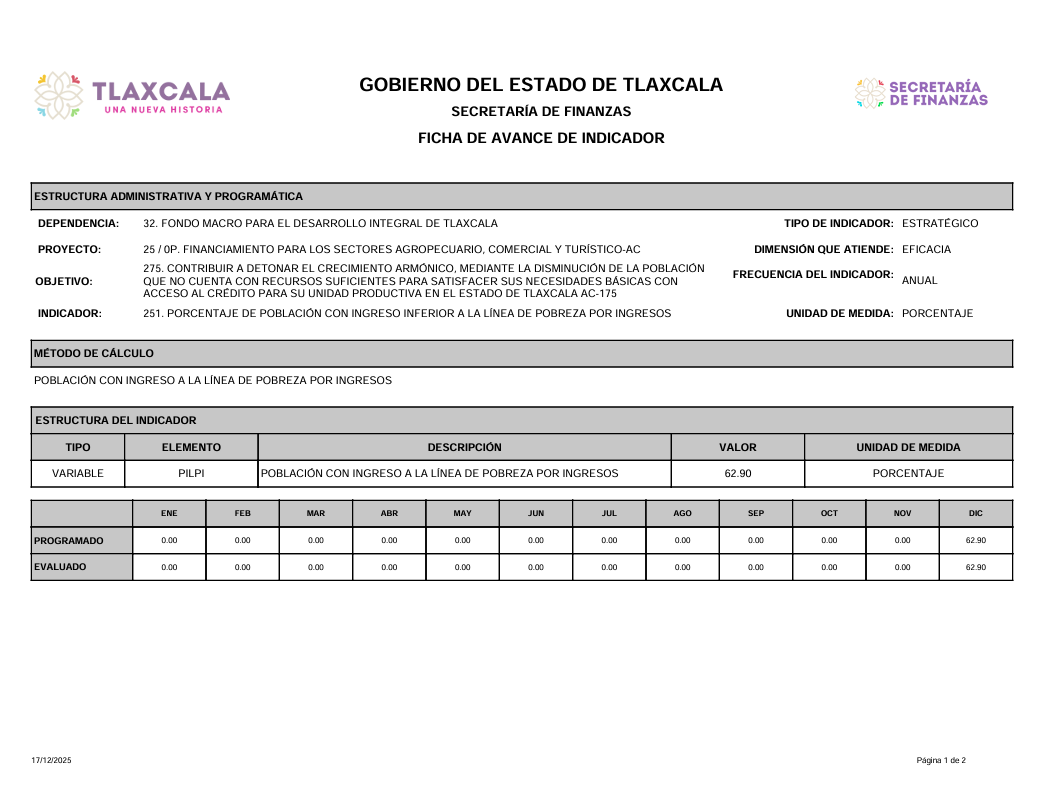 TLAXCALA
UNA NUEVA HISTORIA
GOBIERNO DEL ESTADO DE TLAXCALA
SECRETARÍA DE FINANZAS
FICHA DE AVANCE DE INDICADOR
SECRETARÍA
DE FINANZAS
ESTRUCTURA ADMINISTRATIVA Y PROGRAMÁTICA
DEPENDENCIA: 32. FONDO MACRO PARA EL DESARROLLO INTEGRAL DE TLAXCALA TIPO DE INDICADOR: ESTRATÉGICO
PROYECTO: 25 / 0P. FINANCIAMIENTO PARA LOS SECTORES AGROPECUARIO, COMERCIAL Y TURÍSTICO-AC DIMENSIÓN QUE ATIENDE: EFICACIA
OBJETIVO: 275. CONTRIBUIR A DETONAR EL CRECIMIENTO ARMÓNICO, MEDIANTE LA DISMINUCIÓN DE LA POBLACIÓN
QUE NO CUENTA CON RECURSOS SUFICIENTES PARA SATISFACER SUS NECESIDADES BÁSICAS CON
ACCESO AL CRÉDITO PARA SU UNIDAD PRODUCTIVA EN EL ESTADO DE TLAXCALA AC-175
FRECUENCIA DEL INDICADOR: ANUAL
INDICADOR: 251. PORCENTAJE DE POBLACIÓN CON INGRESO INFERIOR A LA LÍNEA DE POBREZA POR INGRESOS UNIDAD DE MEDIDA: PORCENTAJE
MÉTODO DE CÁLCULO
POBLACIÓN CON INGRESO A LA LÍNEA DE POBREZA POR INGRESOS
ESTRUCTURA DEL INDICADOR
TIPO ELEMENTO DESCRIPCIÓN VALOR UNIDAD DE MEDIDA
VARIABLE PILPI POBLACIÓN CON INGRESO A LA LÍNEA DE POBREZA POR INGRESOS 62.90 PORCENTAJE
ENE FEB MAR ABR MAY JUN JUL AGO SEP OCT NOV DIC
PROGRAMADO 0.00 0.00 0.00 0.00 0.00 0.00 0.00 0.00 0.00 0.00 0.00 62.90
EVALUADO 0.00 0.00 0.00 0.00 0.00 0.00 0.00 0.00 0.00 0.00 0.00 62.90
17/12/2025 Página 1 de 2